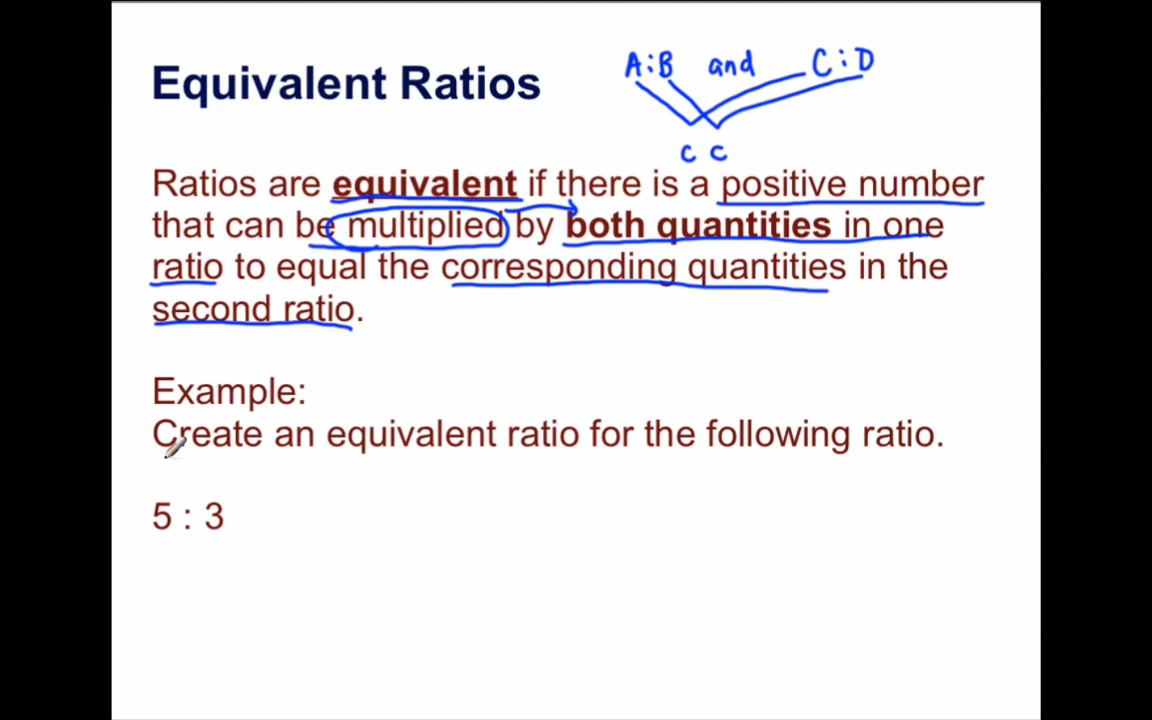 Equivalent Ratios
A:B and C:D
c c
Ratios are equivalent if there is a positive number
that can be multiplied by both quantities in one
ratio to equal the corresponding quantities in the
second ratio.
Example:
Create an equivalent ratio for the following ratio.
5 : 3